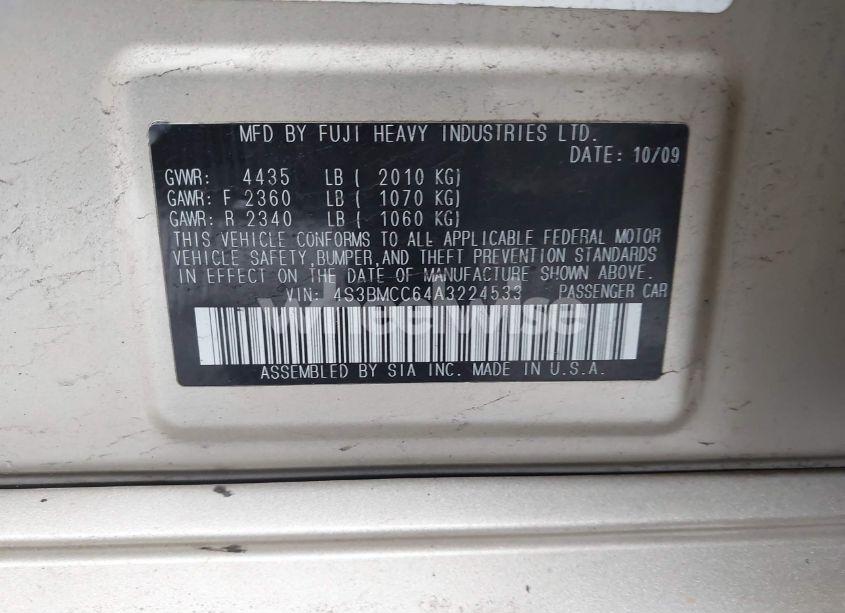 MFD BY FUJI HEAVY INDUSTRIES LTD.
DATE: 10/09
GVWR: 4435 LB ( 2010 KG)
GAWR: F 2360 LB ( 1070 KG)
GAWR: R 2340 LB ( 1060 KG)
THIS VEHICLE CONFORMS TO ALL APPLICABLE FEDERAL MOTOR
VEHICLE SAFETY,BUMPER,AND THEFT PREVENTION STANDARDS
IN EFFECT ON THE DATE OF MANUFACTURE SHOWN ABOVE.
VIN: 4S3BMCC64A3224533 PASSENGER CAR
wheelwise
ASSEMBLED BY SIA INC. MADE IN U.S.A.